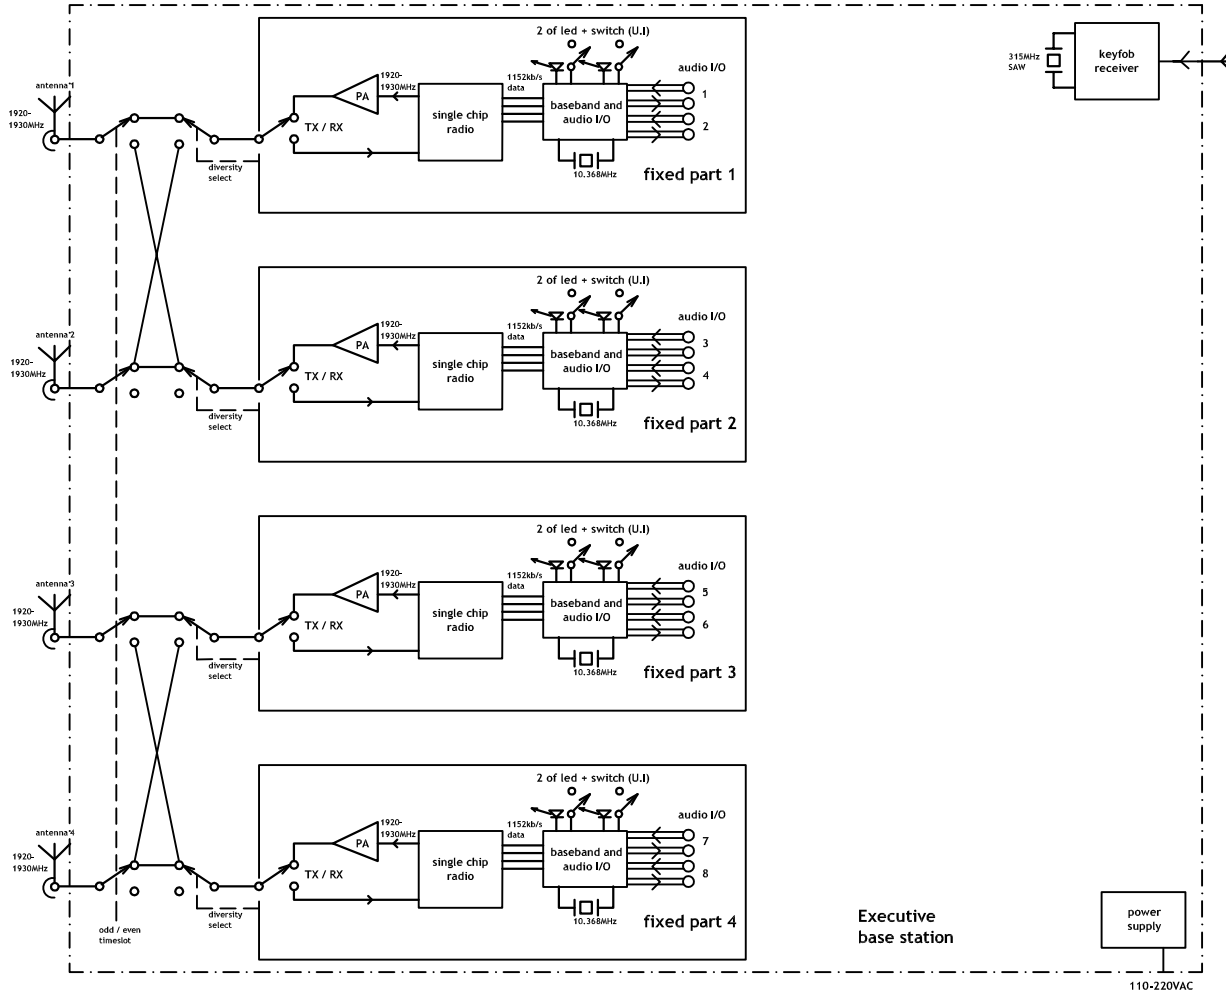 2 of led + switch (U.I)
antenna*1
1920-
1930MHz
1920-
1930MHz
PA
TX / RX
diversity
select
single chip
radio
1152kb/s
data
baseband and
audio I/O
10.368MHz
audio I/O
1
2
fixed part 1
315MHz
SAW
keyfob
receiver
2 of led + switch (U.I)
antenna*2
1920-
1930MHz
1920-
1930MHz
PA
TX / RX
diversity
select
single chip
radio
1152kb/s
data
baseband and
audio I/O
10.368MHz
audio I/O
3
4
fixed part 2
2 of led + switch (U.I)
antenna*3
1920-
1930MHz
1920-
1930MHz
PA
TX / RX
diversity
select
single chip
radio
1152kb/s
data
baseband and
audio I/O
10.368MHz
audio I/O
5
6
fixed part 3
2 of led + switch (U.I)
antenna*4
1920-
1930MHz
1920-
1930MHz
PA
TX / RX
diversity
select
single chip
radio
1152kb/s
data
baseband and
audio I/O
10.368MHz
audio I/O
7
8
fixed part 4
odd / even
timeslot
Executive
base station
power
supply
110-220VAC